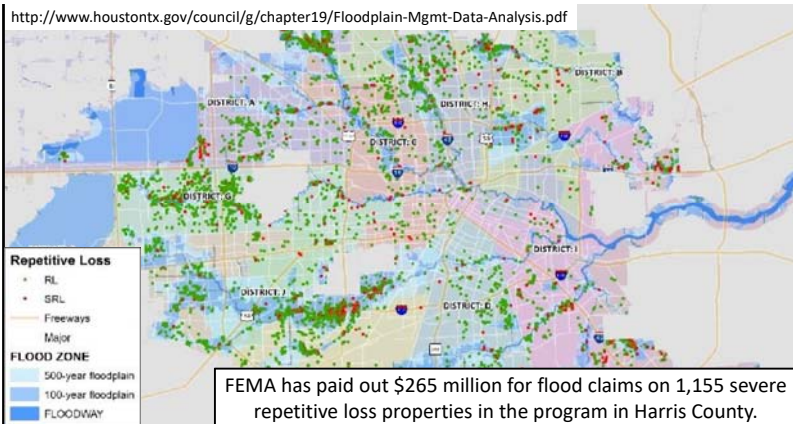 http://www.houstontx.gov/council/g/chapter19/Floodplain-Mgmt-Data-Analysis.pdf
DISTRICT: B
DISTRICT: A
DISTRICT: H
DISTRICT: C
DISTRICT: G
DISTRICT: I
DISTRICT: J
DISTRICT: D
Repetitive Loss
RL
SRL
Freeways
Major
FLOOD ZONE
500-year floodplain
100-year floodplain
FLOODWAY
FEMA has paid out $265 million for flood claims on 1,155 severe
repetitive loss properties in the program in Harris County.